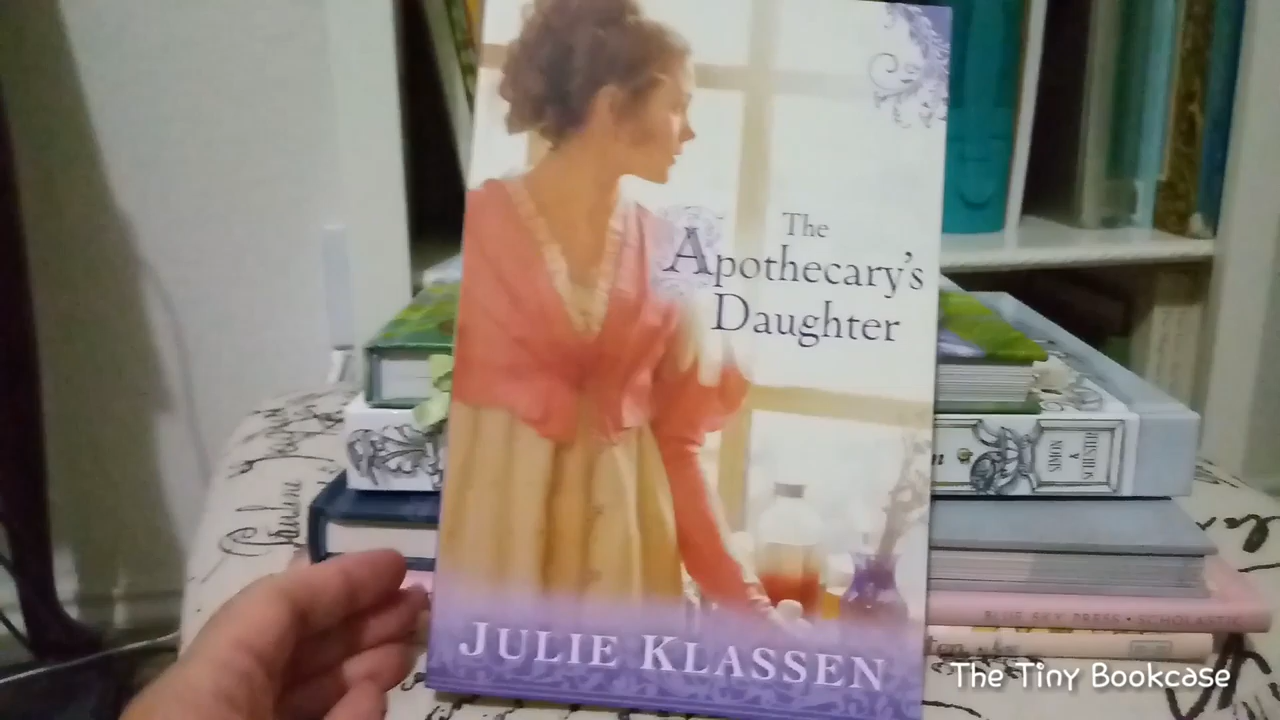 The
Apothecary's
Daughter
JULIE KLASSEN
SIMON
&
SCHUSTER
BLUE SKY PRESS • SCHOLASTIC
The Tiny Bookcase